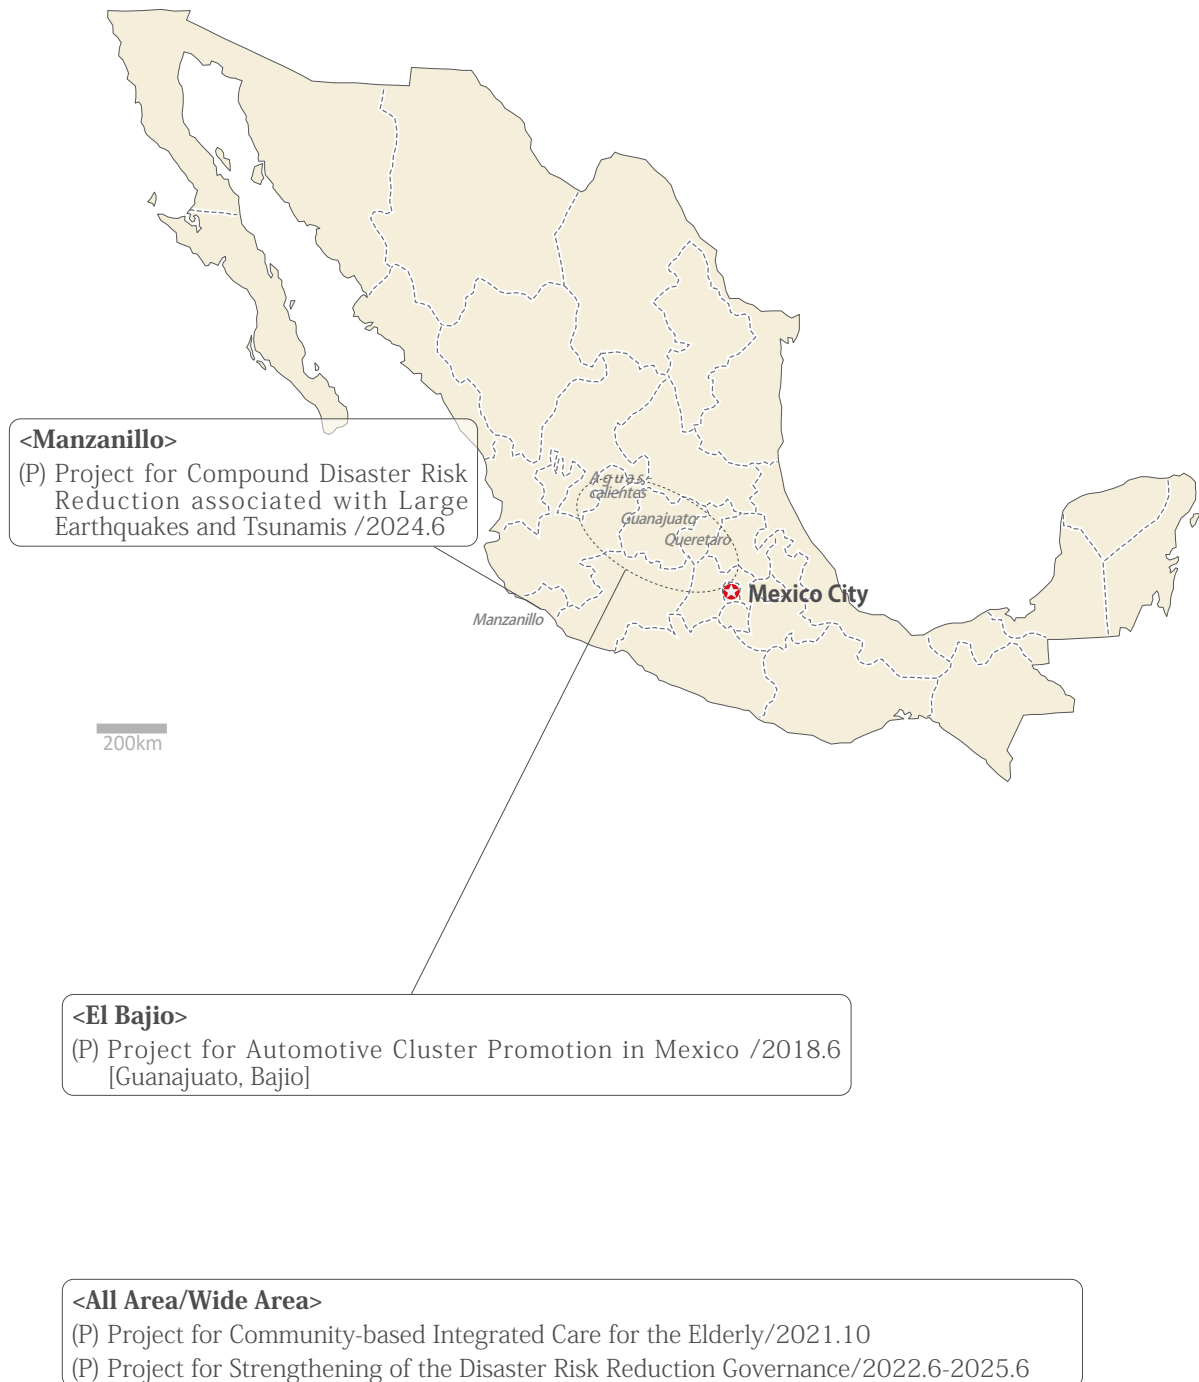 <Manzanillo>
(P) Project for Compound Disaster Risk
Reduction associated with Large
Earthquakes and Tsunamis /2024.6
Aguas
calientes
Guanajuato
Queretaro
Mexico City
Manzanillo
200km
<El Bajio>
(P) Project for Automotive Cluster Promotion in Mexico /2018.6
[Guanajuato, Bajio]
<All Area/Wide Area>
(P) Project for Community-based Integrated Care for the Elderly/2021.10
(P) Project for Strengthening of the Disaster Risk Reduction Governance/2022.6-2025.6